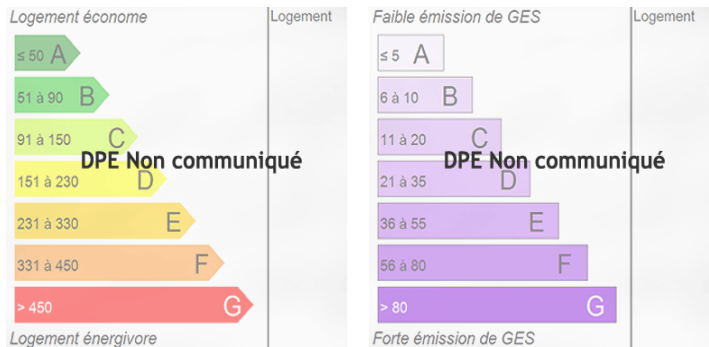 Logement économe
Logement
≤ 50 A
51 à 90 B
91 à 150 C
DPE Non communiqué
151 à 230 D
231 à 330 E
331 à 450 F
> 450 G
Logement énergivore
Faible émission de GES
Logement
≤ 5 A
6 à 10 B
11 à 20 C
DPE Non communiqué
21 à 35 D
36 à 55 E
56 à 80 F
> 80 G
Forte émission de GES